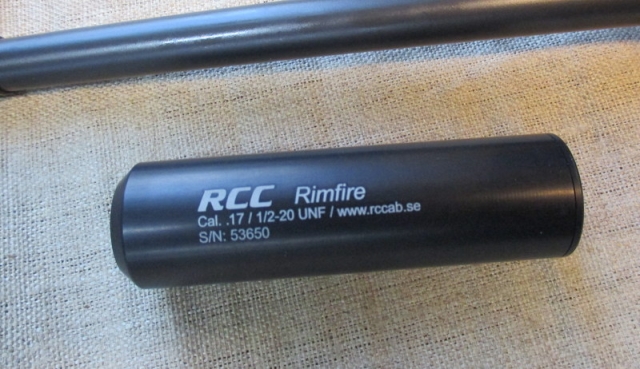 RCC Rimfire
Cal. .17 / 1/2-20 UNF / www.rccab.se
S/N: 53650